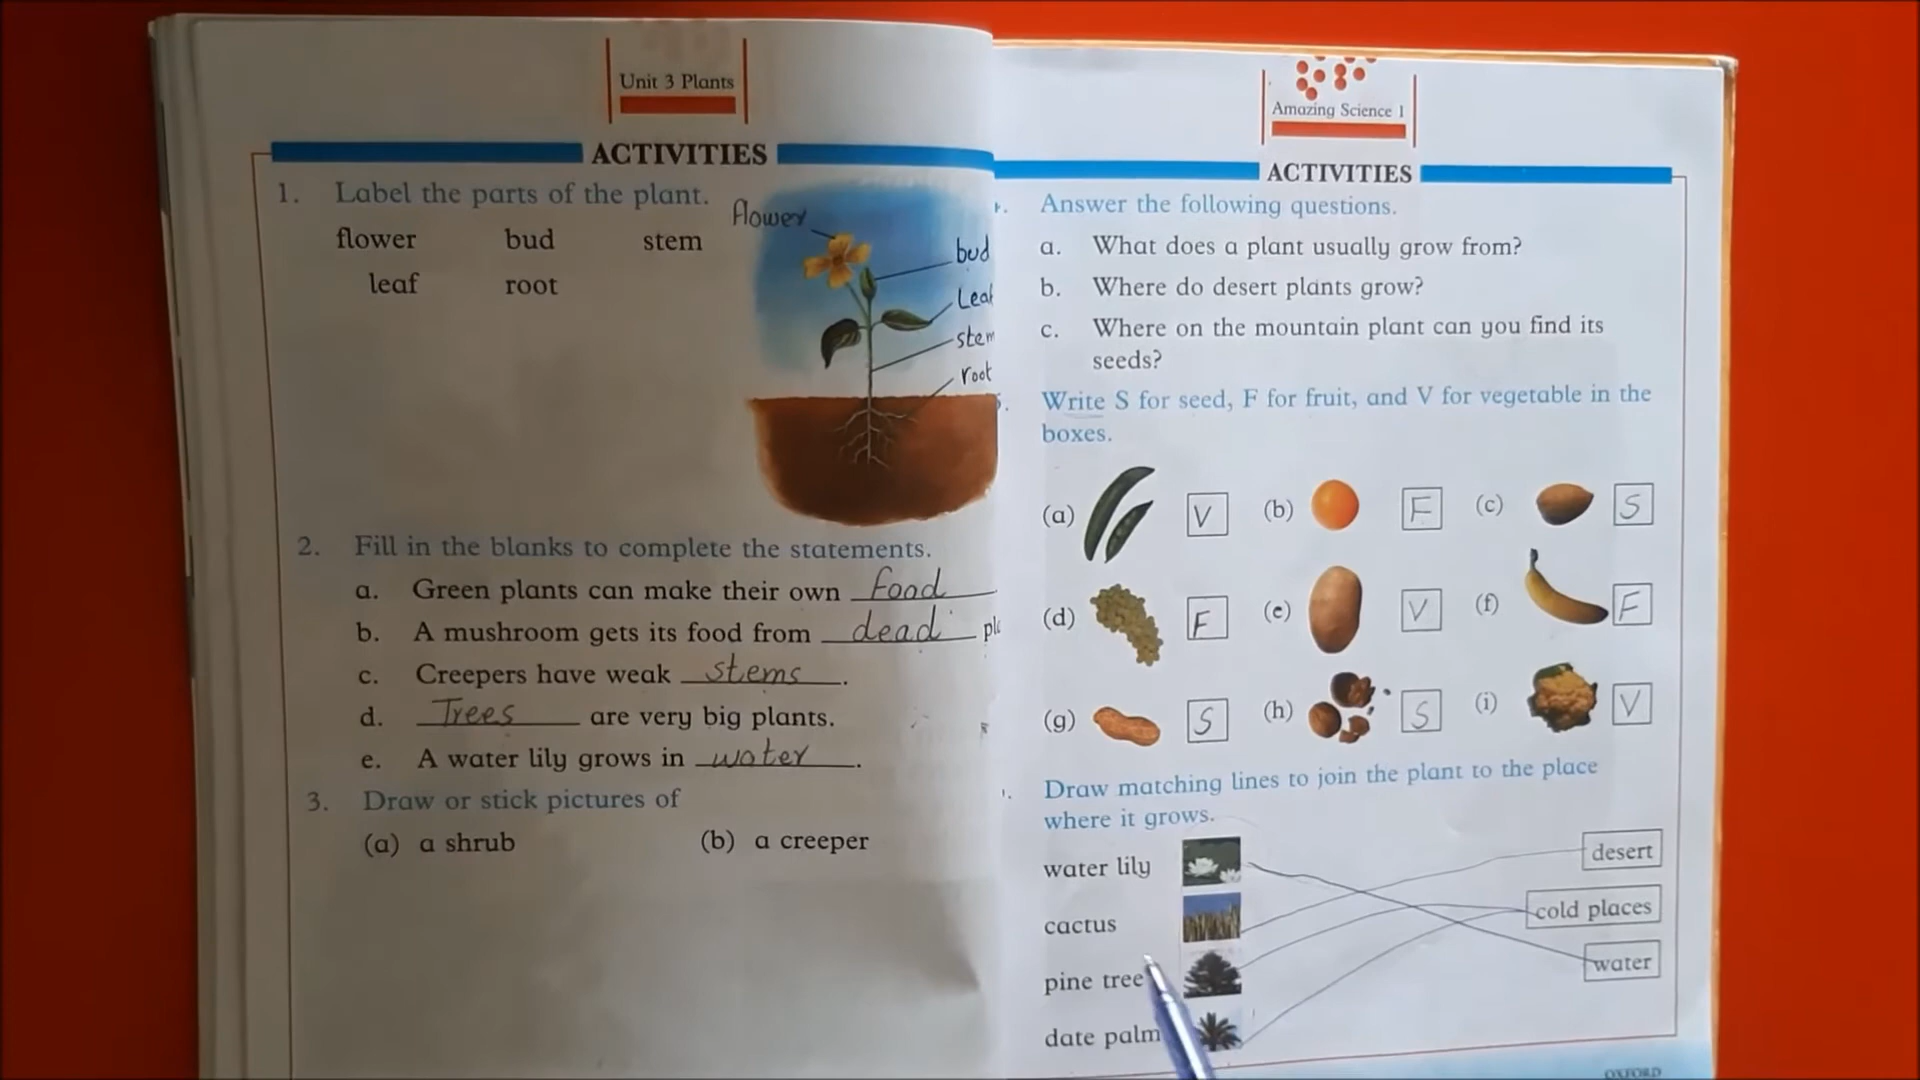 Unit 3 Plants
ACTIVITIES
1. Label the parts of the plant.
flower bud stem
leaf root
flower
bud
Leaf
stem
root
2. Fill in the blanks to complete the statements.
a. Green plants can make their own food
b. A mushroom gets its food from dead
c. Creepers have weak stems.
d. Trees are very big plants.
e. A water lily grows in water.
3. Draw or stick pictures of
(a) a shrub (b) a creeper
Amazing Science 1
ACTIVITIES
Answer the following questions.
a. What does a plant usually grow from?
b. Where do desert plants grow?
c. Where on the mountain plant can you find its
seeds?
Write S for seed, F for fruit, and V for vegetable in the
boxes.
(a) V (b) F (c) S
(d) F (e) V (f) F
(g) S (h) S (i) V
Draw matching lines to join the plant to the place
where it grows.
water lily desert
cactus cold places
pine tree water
date palm
OXFORD